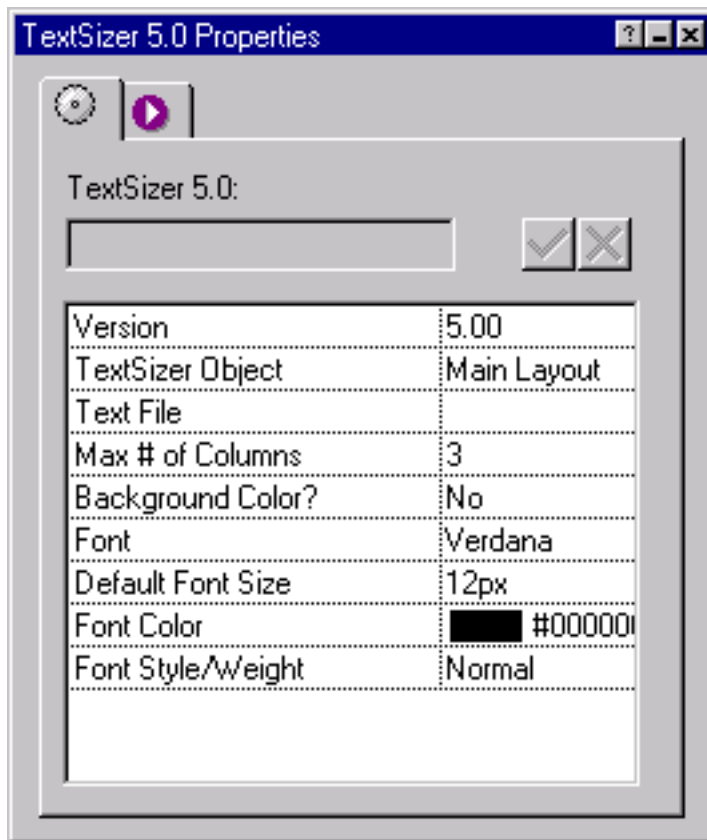 TextSizer 5.0 Properties
TextSizer 5.0:
Version 5.00
TextSizer Object Main Layout
Text File
Max # of Columns 3
Background Color? No
Font Verdana
Default Font Size 12px
Font Color #000000
Font Style/Weight Normal